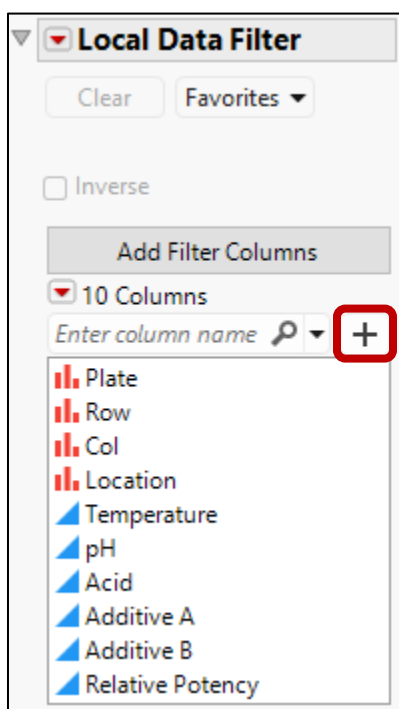 Local Data Filter
Clear Favorites
Inverse
Add Filter Columns
10 Columns
Enter column name
Plate
Row
Col
Location
Temperature
pH
Acid
Additive A
Additive B
Relative Potency